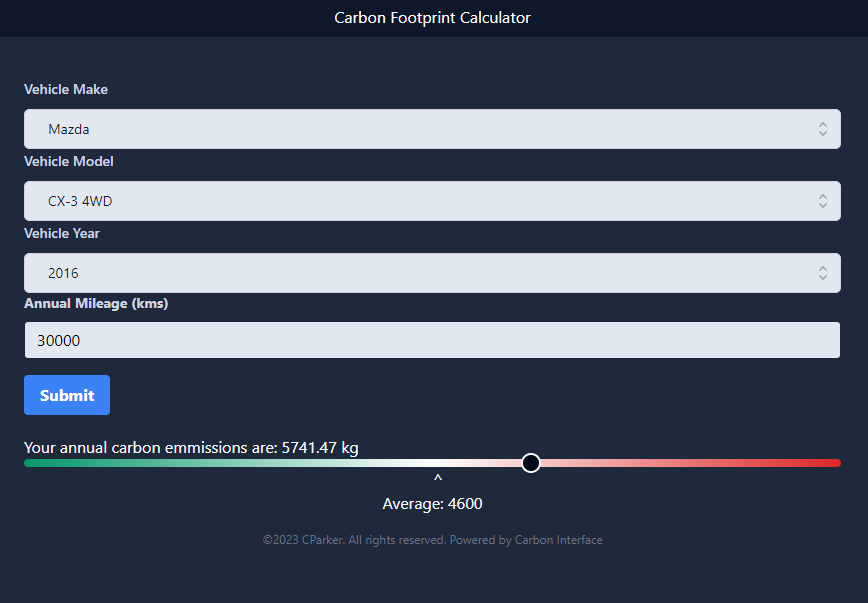 Carbon Footprint Calculator
Vehicle Make
Mazda
Vehicle Model
CX-3 4WD
Vehicle Year
2016
Annual Mileage (kms)
30000
Submit
Your annual carbon emmissions are: 5741.47 kg
^
Average: 4600
©2023 CParker. All rights reserved. Powered by Carbon Interface